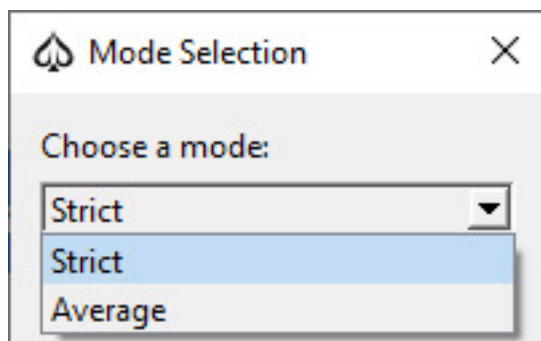 Mode Selection
Choose a mode:
Strict
Strict
Average